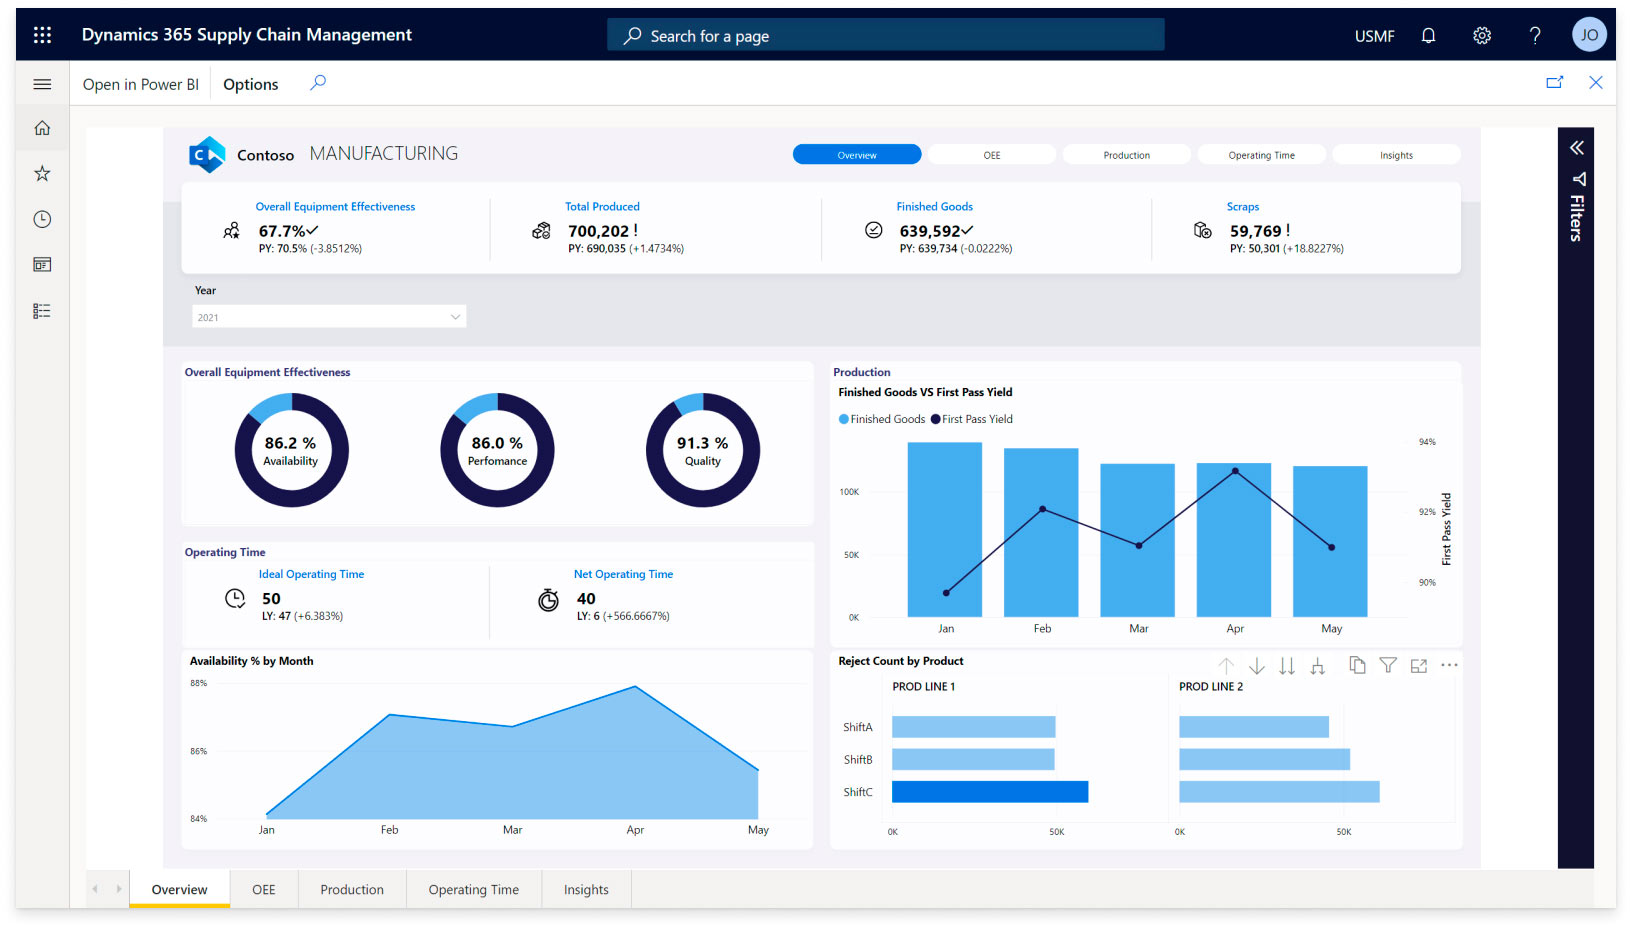 Dynamics 365 Supply Chain Management
Search for a page
USMF
?
JO
Open in Power BI
Options
C
Contoso
MANUFACTURING
Overview
OEE
Production
Operating Time
Insights
Filters
Overall Equipment Effectiveness
67.7%
PY: 70.5% (-3.8512%)
Total Produced
700,202 !
PY: 690,035 (+1.4734%)
Finished Goods
639,592
PY: 639,734 (-0.0222%)
Scraps
59,769 !
PY: 50,301 (+18.8227%)
Year
2021
Overall Equipment Effectiveness
86.2 %
Availability
86.0 %
Perfomance
91.3 %
Quality
Operating Time
Ideal Operating Time
50
LY: 47 (+6.383%)
Net Operating Time
40
LY: 6 (+566.6667%)
Availability % by Month
88%
86%
84%
Jan
Feb
Mar
Apr
May
Production
Finished Goods VS First Pass Yield
Finished Goods
First Pass Yield
100K
50K
0K
94%
92%
90%
First Pass Yield
Jan
Feb
Mar
Apr
May
Reject Count by Product
PROD LINE 1
PROD LINE 2
ShiftA
ShiftB
ShiftC
0K
50K
0K
50K
Overview
OEE
Production
Operating Time
Insights